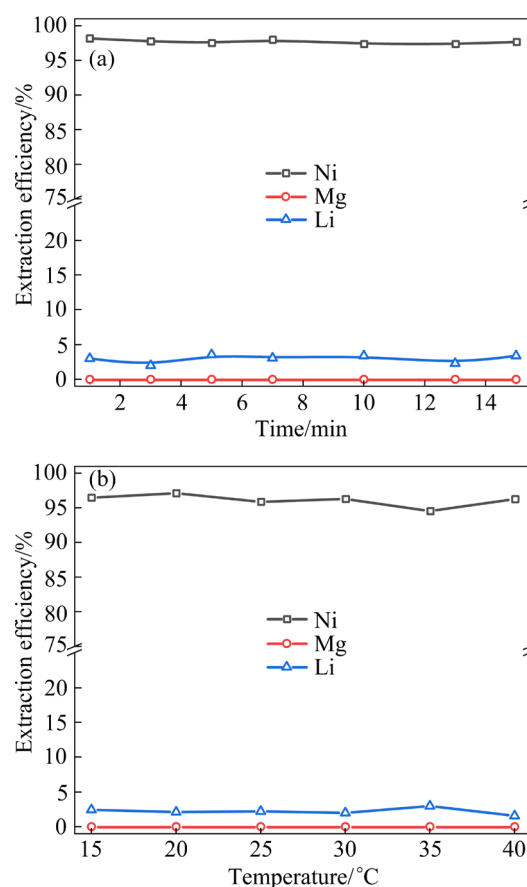 (a)
Extraction efficiency/%
100
95
90
85
80
75
20
15
10
5
0
Ni
Mg
Li
2 4 6 8 10 12 14
Time/min
(b)
Extraction efficiency/%
100
95
90
85
80
75
20
15
10
5
0
Ni
Mg
Li
15 20 25 30 35 40
Temperature/°C